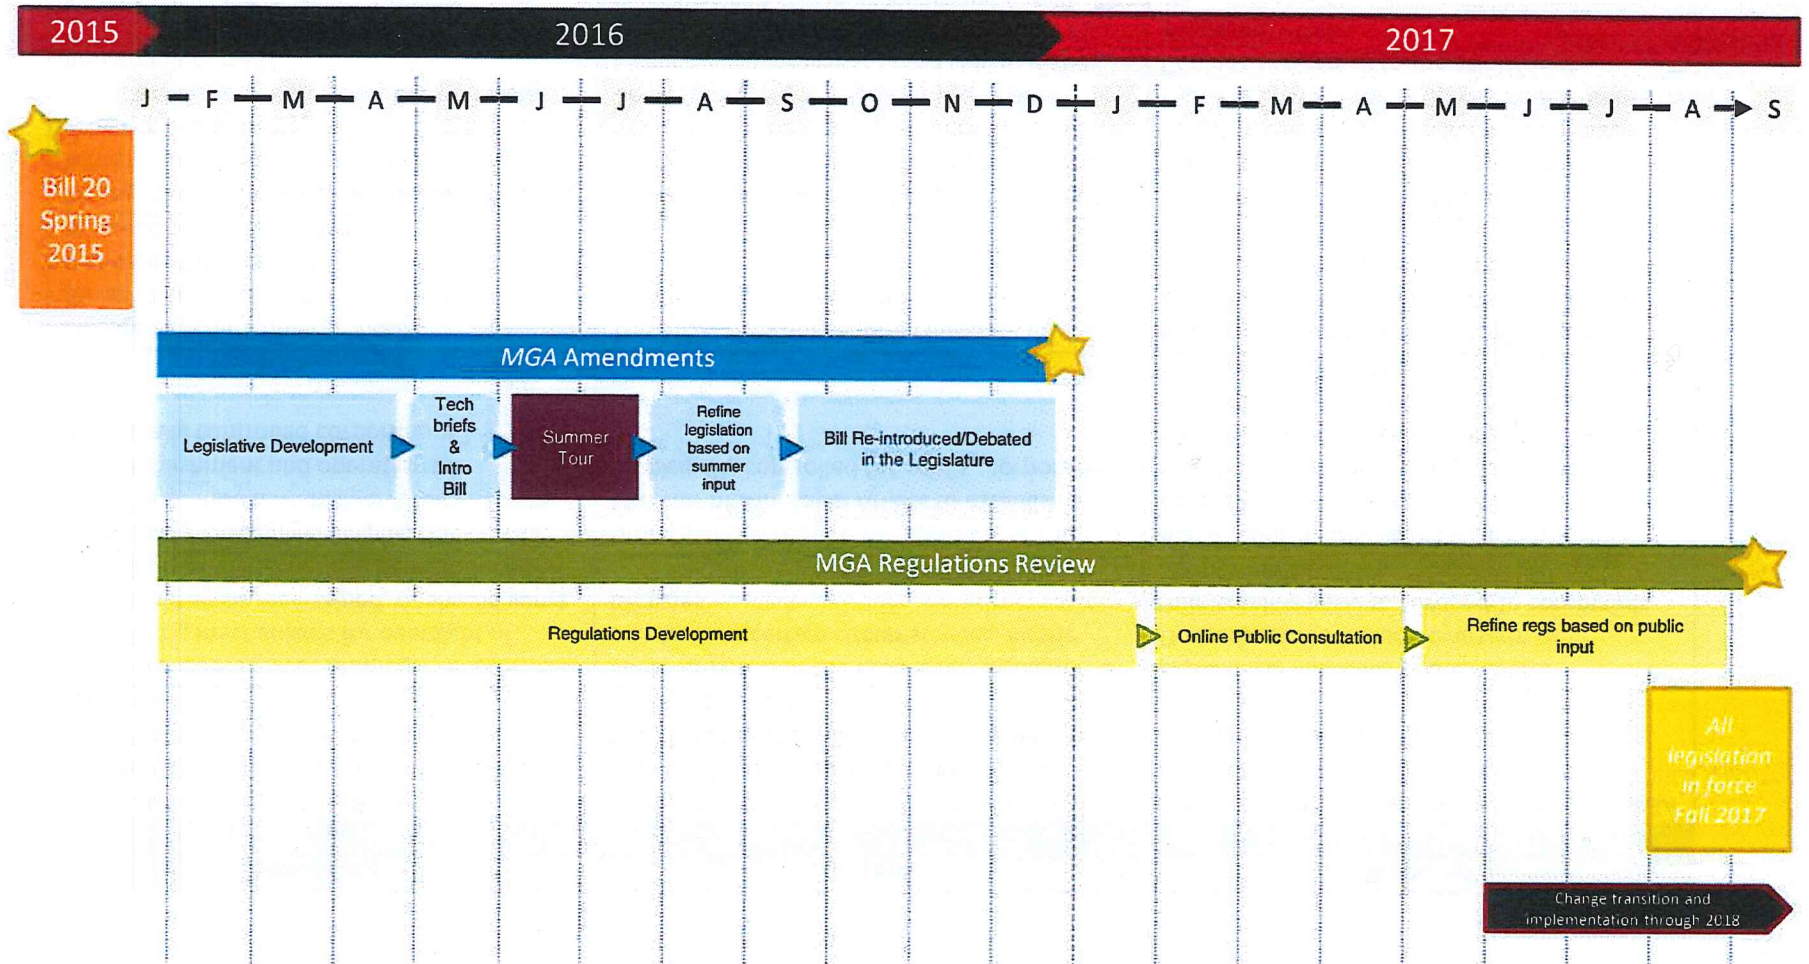 2015 2016 2017
J F M A M J J A S O N D J F M A M J J A S
Bill 20
Spring
2015
MGA Amendments
Legislative Development
Tech
briefs
&
Intro
Bill
Summer
Tour
Refine
legislation
based on
summer
input
Bill Re-introduced/Debated
in the Legislature
MGA Regulations Review
Regulations Development
Online Public Consultation
Refine regs based on public
input
All
legislation
in force
Fall 2017
Change transition and
implementation through 2018